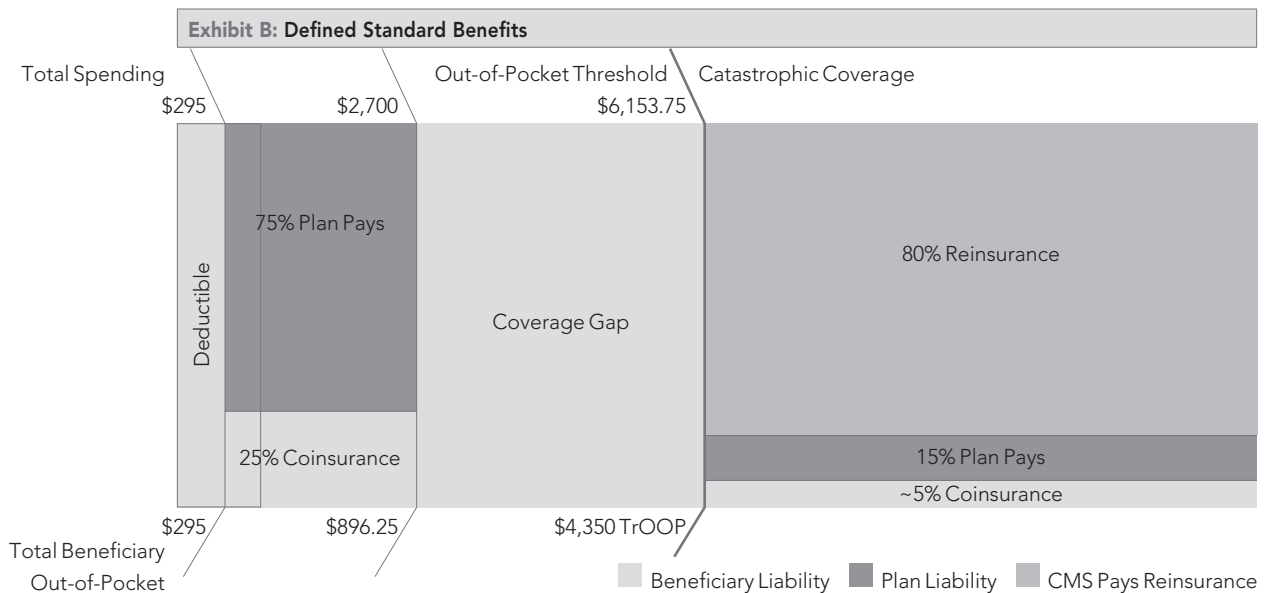 Exhibit B: Defined Standard Benefits
Total Spending
Out-of-Pocket Threshold
Catastrophic Coverage
$295
$2,700
$6,153.75
Deductible
75% Plan Pays
25% Coinsurance
Coverage Gap
80% Reinsurance
15% Plan Pays
~5% Coinsurance
$295
$896.25
$4,350 TrOOP
Total Beneficiary
Out-of-Pocket
Beneficiary Liability
Plan Liability
CMS Pays Reinsurance